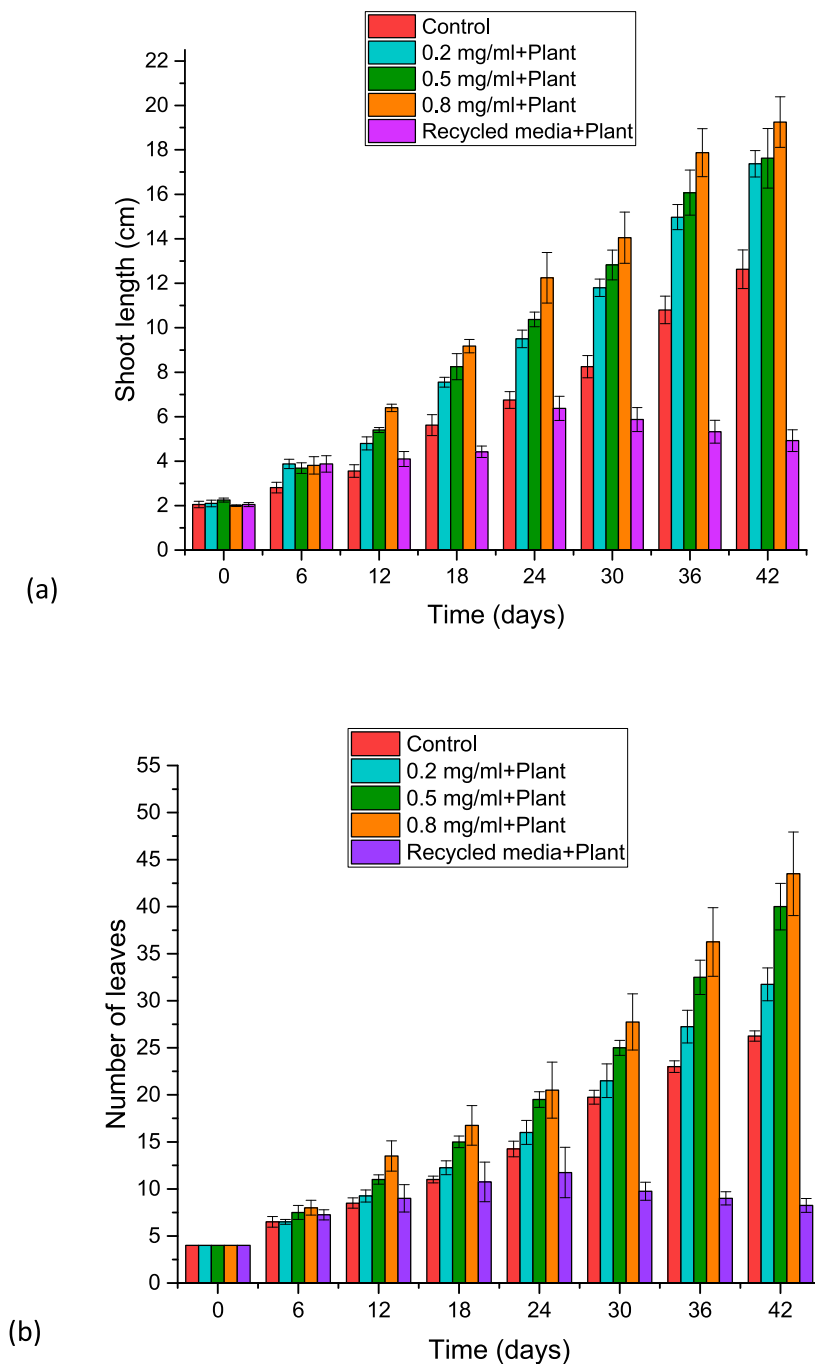 Control
0.2 mg/ml+Plant
0.5 mg/ml+Plant
0.8 mg/ml+Plant
Recycled media+Plant
22
20
18
16
14
12
10
8
6
4
2
0
Shoot length (cm)
0 6 12 18 24 30 36 42
Time (days)
(a)
Control
0.2 mg/ml+Plant
0.5 mg/ml+Plant
0.8 mg/ml+Plant
Recycled media+Plant
55
50
45
40
35
30
25
20
15
10
5
0
Number of leaves
0 6 12 18 24 30 36 42
Time (days)
(b)